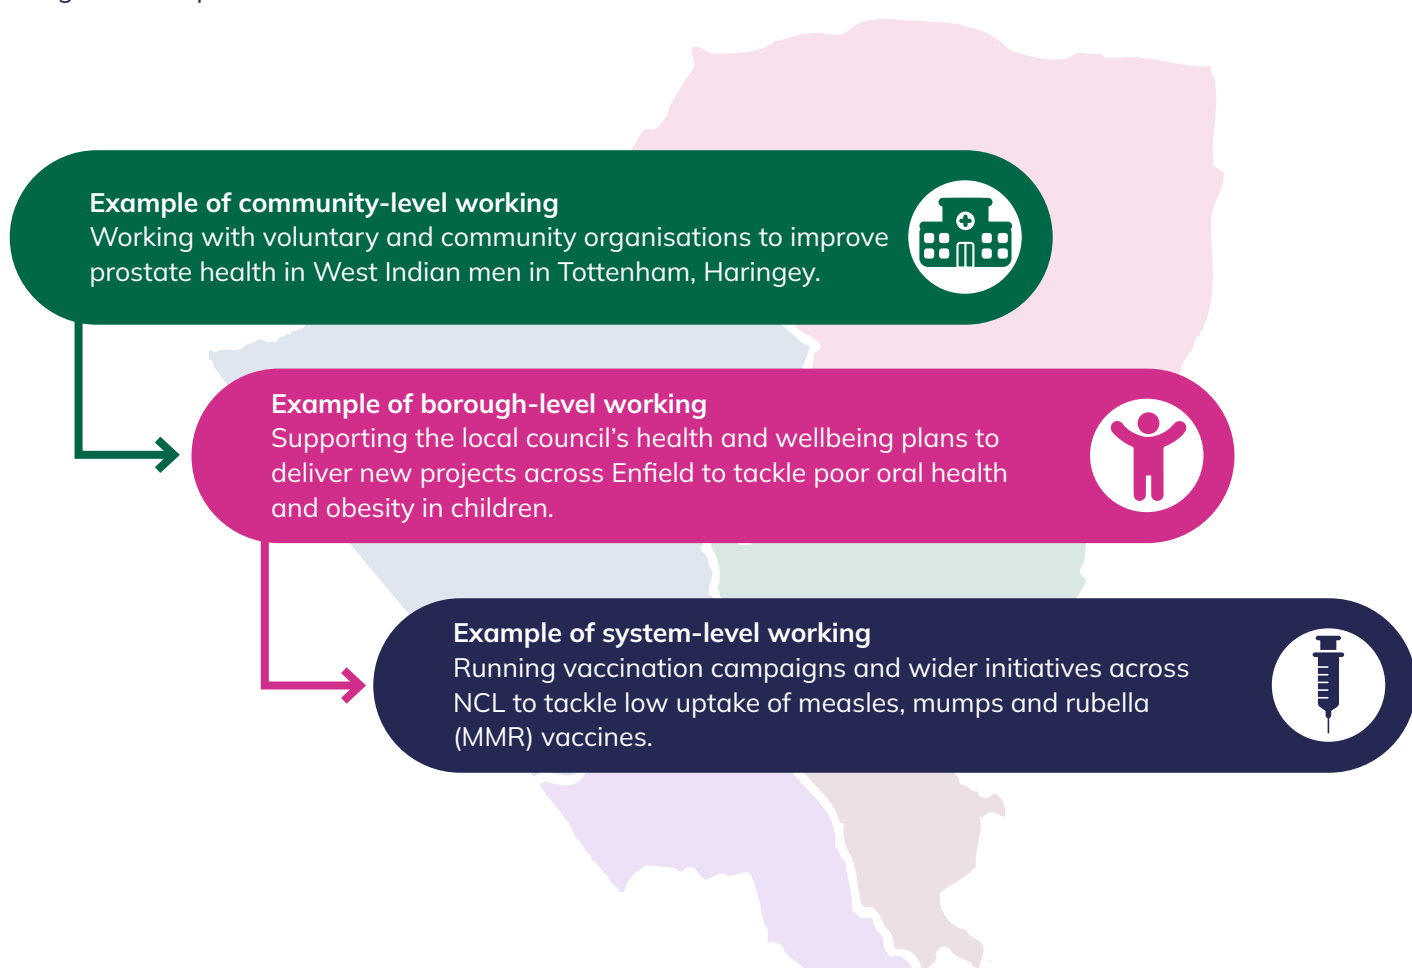 Example of community-level working
Working with voluntary and community organisations to improve
prostate health in West Indian men in Tottenham, Haringey.
Example of borough-level working
Supporting the local council’s health and wellbeing plans to
deliver new projects across Enfield to tackle poor oral health
and obesity in children.
Example of system-level working
Running vaccination campaigns and wider initiatives across
NCL to tackle low uptake of measles, mumps and rubella
(MMR) vaccines.